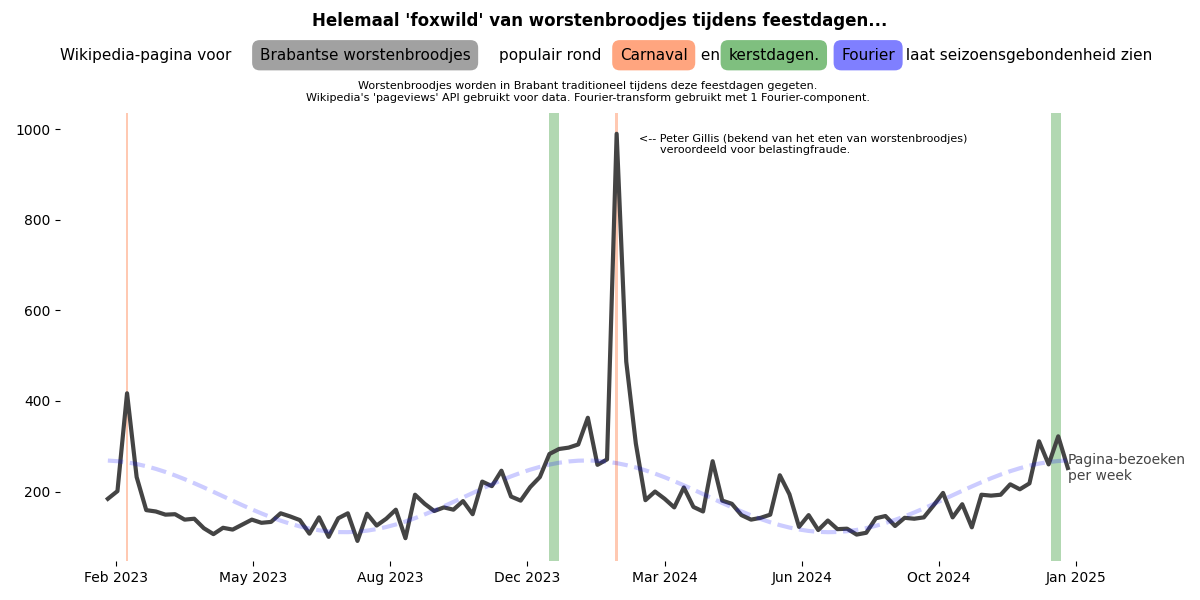 Helemaal 'foxwild' van worstenbroodjes tijdens feestdagen...
Wikipedia-pagina voor Brabantse worstenbroodjes populair rond Carnaval en kerstdagen. Fourier laat seizoensgebondenheid zien
Worstenbroodjes worden in Brabant traditioneel tijdens deze feestdagen gegeten.
Wikipedia's 'pageviews' API gebruikt voor data. Fourier-transform gebruikt met 1 Fourier-component.
1000
<-- Peter Gillis (bekend van het eten van worstenbroodjes)
veroordeeld voor belastingfraude.
800
600
400
Pagina-bezoeken
per week
200
Feb 2023 May 2023 Aug 2023 Dec 2023 Mar 2024 Jun 2024 Oct 2024 Jan 2025